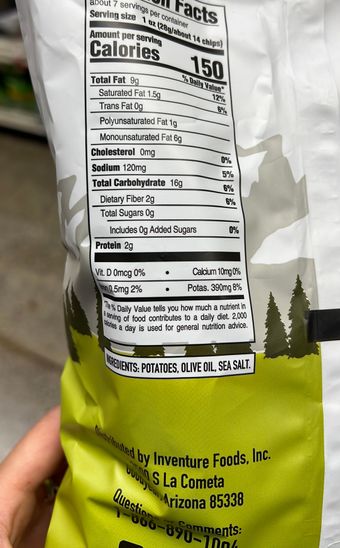 Facts
about 7 servings per container
Serving size 1 oz (28g/about 14 chips)
Amount per serving
Calories 150
% Daily Value*
Total Fat 9g 12%
Saturated Fat 1.5g 8%
Trans Fat 0g
Polyunsaturated Fat 1g
Monounsaturated Fat 6g
Cholesterol 0mg 0%
Sodium 120mg 5%
Total Carbohydrate 16g 6%
Dietary Fiber 2g 6%
Total Sugars 0g
Includes 0g Added Sugars 0%
Protein 2g
Vit. D 0mcg 0% • Calcium 10mg 0%
0.5mg 2% • Potas. 390mg 8%
% Daily Value tells you how much a nutrient in
serving of food contributes to a daily diet. 2,000
calories a day is used for general nutrition advice.
INGREDIENTS: POTATOES, OLIVE OIL, SEA SALT.
Distributed by Inventure Foods, Inc.
S La Cometa
Arizona 85338
Comments:
1-866-890-1004